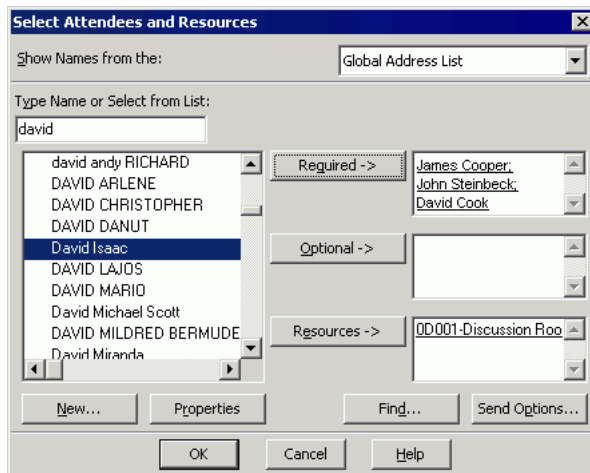 Select Attendees and Resources
Show Names from the:
Global Address List
Type Name or Select from List:
david
david andy RICHARD
DAVID ARLENE
DAVID CHRISTOPHER
DAVID DANUT
David Isaac
DAVID LAJOS
DAVID MARIO
David Michael Scott
DAVID MILDRED BERMUDE
David Miranda
Required ->
James Cooper;
John Steinbeck;
David Cook
Optional ->
Resources ->
0D001-Discussion Roo
New...
Properties
Find...
Send Options...
OK
Cancel
Help